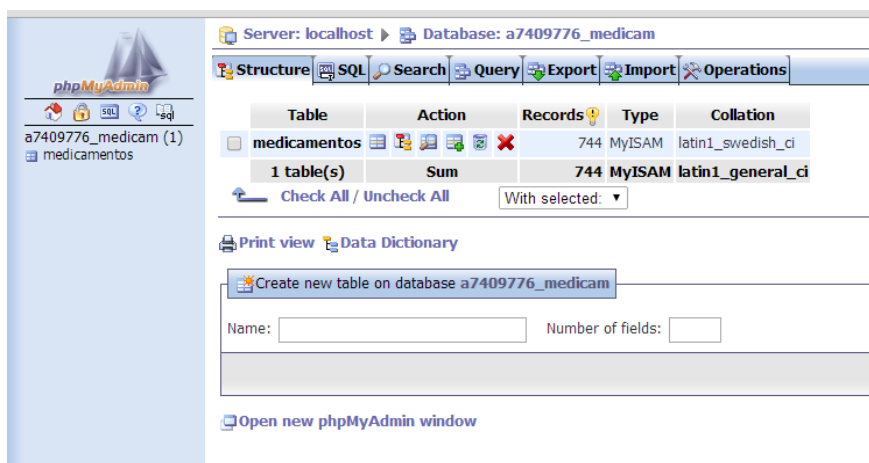 phpMyAdmin
SQL
a7409776_medicam (1)
medicamentos
Server: localhost Database: a7409776_medicam
Structure SQL Search Query Export Import Operations
Table Action Records Type Collation
medicamentos 744 MyISAM latin1_swedish_ci
1 table(s) Sum 744 MyISAM latin1_general_ci
Check All / Uncheck All With selected:
Print view Data Dictionary
Create new table on database a7409776_medicam
Name: Number of fields:
Open new phpMyAdmin window